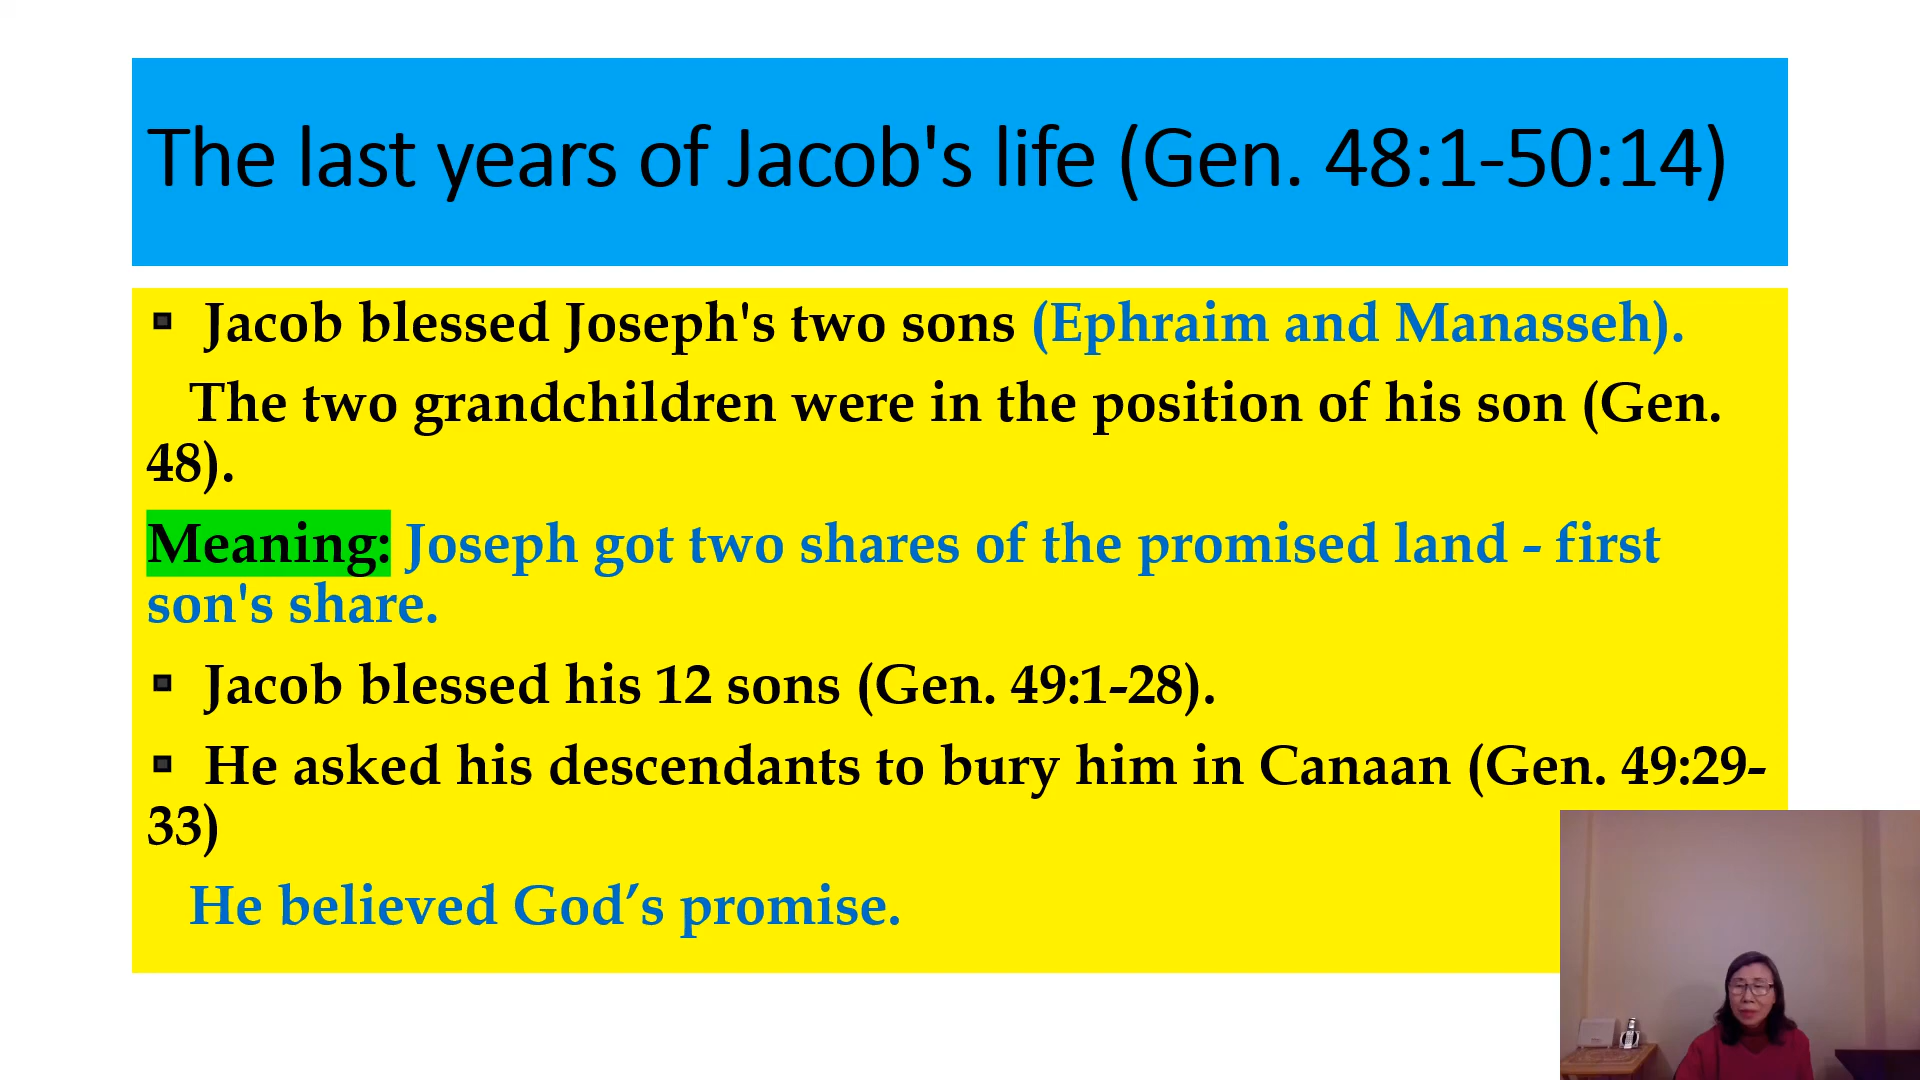 The last years of Jacob's life (Gen. 48:1-50:14)
▪ Jacob blessed Joseph's two sons (Ephraim and Manasseh).
The two grandchildren were in the position of his son (Gen.
48).
Meaning: Joseph got two shares of the promised land - first
son's share.
▪ Jacob blessed his 12 sons (Gen. 49:1-28).
▪ He asked his descendants to bury him in Canaan (Gen. 49:29-
33)
He believed God’s promise.